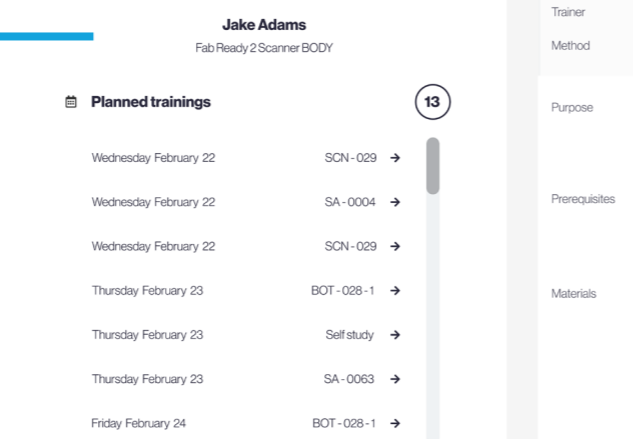 Jake Adams
Fab Ready 2 Scanner BODY
Planned trainings 13
Wednesday February 22 SCN-029
Wednesday February 22 SA-0004
Wednesday February 22 SCN-029
Thursday February 23 BOT-028-1
Thursday February 23 Self study
Thursday February 23 SA-0063
Friday February 24 BOT-028-1
Trainer
Method
Purpose
Prerequisites
Materials